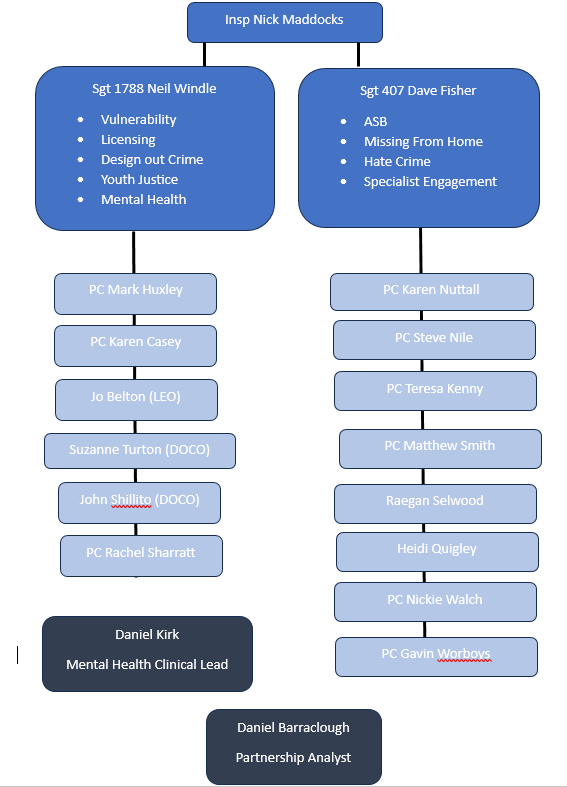 Insp Nick Maddocks
Sgt 1788 Neil Windle
• Vulnerability
• Licensing
• Design out Crime
• Youth Justice
• Mental Health
Sgt 407 Dave Fisher
• ASB
• Missing From Home
• Hate Crime
• Specialist Engagement
PC Mark Huxley
PC Karen Casey
Jo Belton (LEO)
Suzanne Turton (DOCO)
John Shillito (DOCO)
PC Rachel Sharratt
PC Karen Nuttall
PC Steve Nile
PC Teresa Kenny
PC Matthew Smith
Raegan Selwood
Heidi Quigley
PC Nickie Walch
PC Gavin Worboys
Daniel Kirk
Mental Health Clinical Lead
Daniel Barraclough
Partnership Analyst